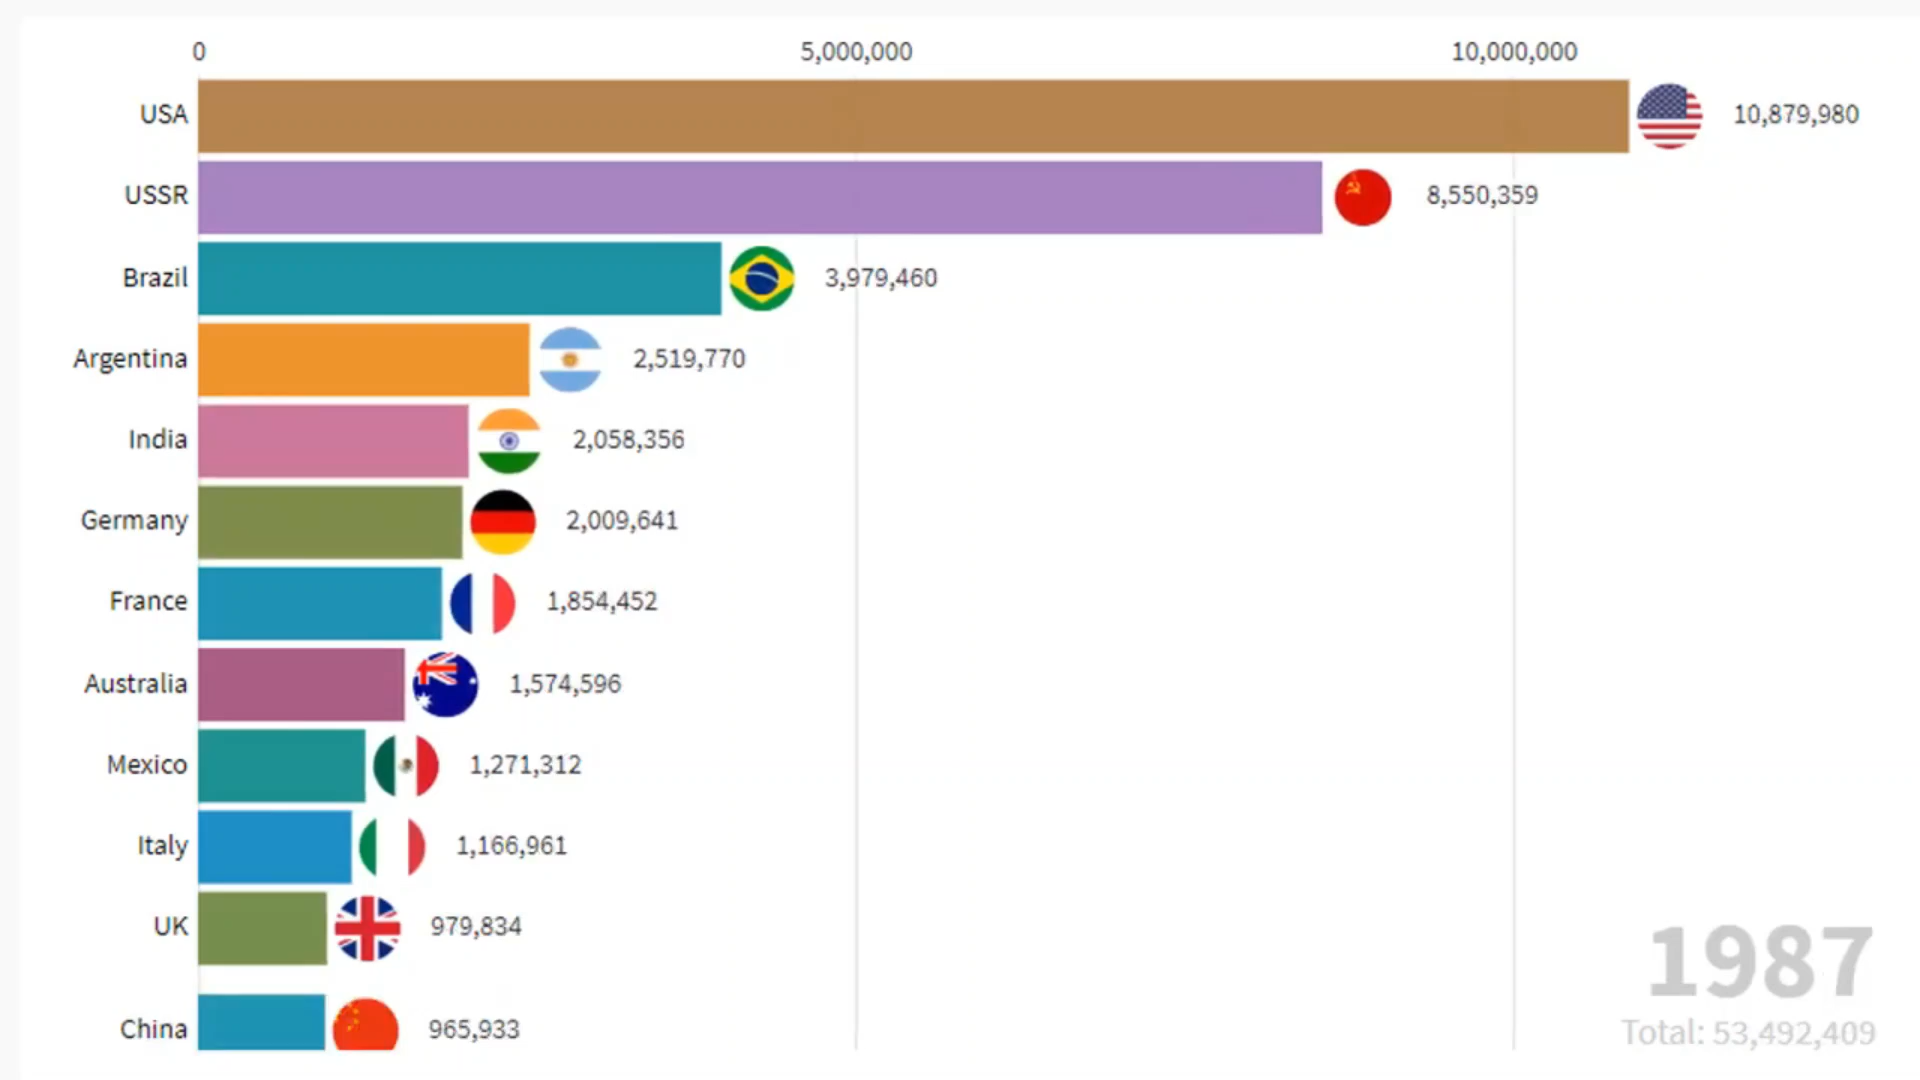 0 5,000,000 10,000,000
USA 10,879,980
USSR 8,550,359
Brazil 3,979,460
Argentina 2,519,770
India 2,058,356
Germany 2,009,641
France 1,854,452
Australia 1,574,596
Mexico 1,271,312
Italy 1,166,961
UK 979,834
China 965,933
1987
Total: 53,492,409